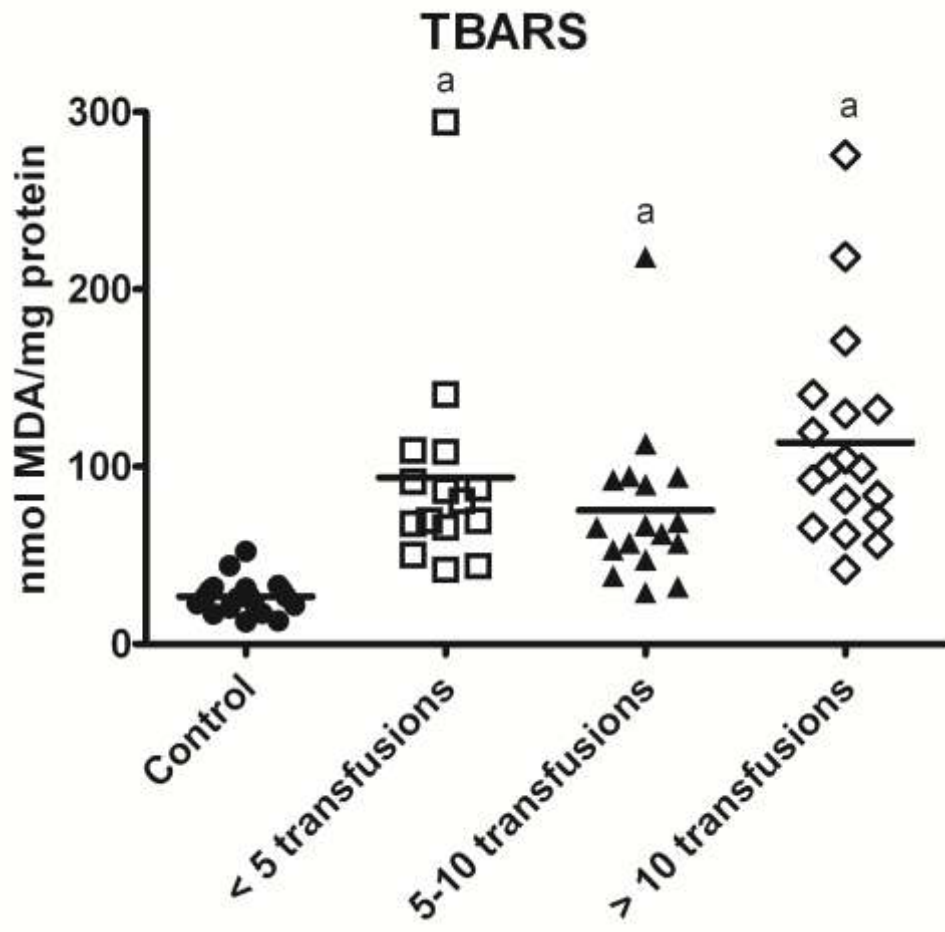 TBARS
a
a
a
300
200
100
0
nmol MDA/mg protein
Control
< 5 transfusions
5-10 transfusions
> 10 transfusions